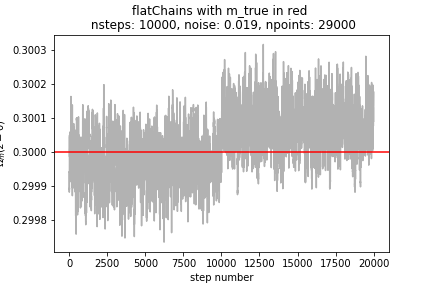 flatChains with m_true in red
nsteps: 10000, noise: 0.019, npoints: 29000
0.3003
0.3002
0.3001
0.3000
0.2999
0.2998
0 2500 5000 7500 10000 12500 15000 17500 20000
step number